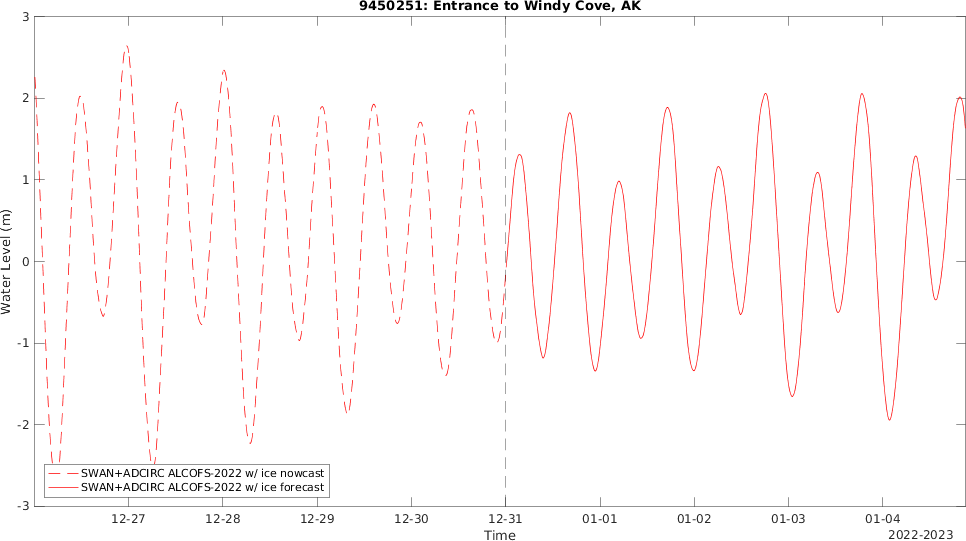 9450251: Entrance to Windy Cove, AK
3
2
1
0
-1
-2
-3
Water Level (m)
SWAN+ADCIRC ALCOFS-2022 w/ ice nowcast
SWAN+ADCIRC ALCOFS-2022 w/ ice forecast
12-27 12-28 12-29 12-30 12-31 01-01 01-02 01-03 01-04
Time
2022-2023